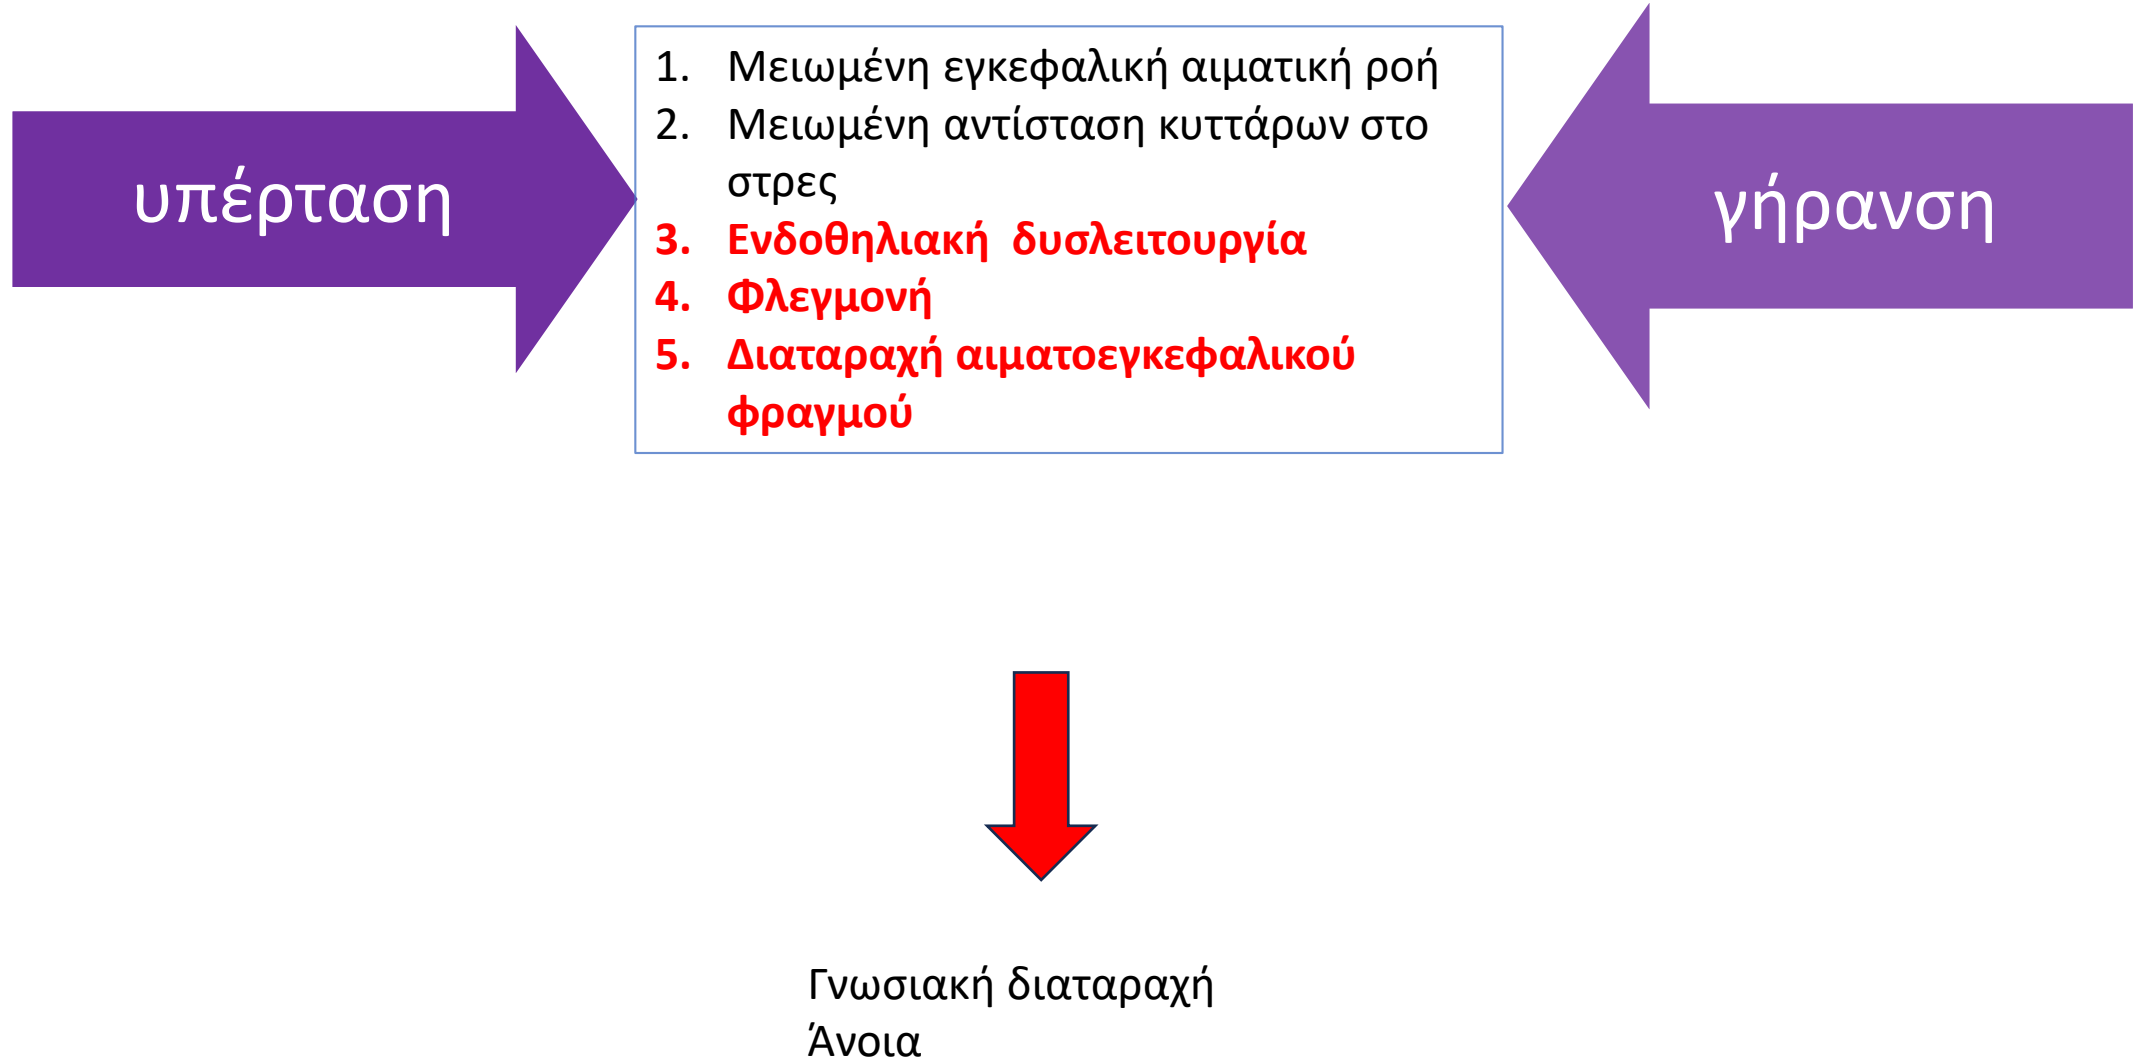 υπέρταση
1. Μειωμένη εγκεφαλική αιματική ροή
2. Μειωμένη αντίσταση κυττάρων στο
στρες
3. Ενδοθηλιακή δυσλειτουργία
4. Φλεγμονή
5. Διαταραχή αιματοεγκεφαλικού
φραγμού
γήρανση
Γνωσιακή διαταραχή
Άνοια